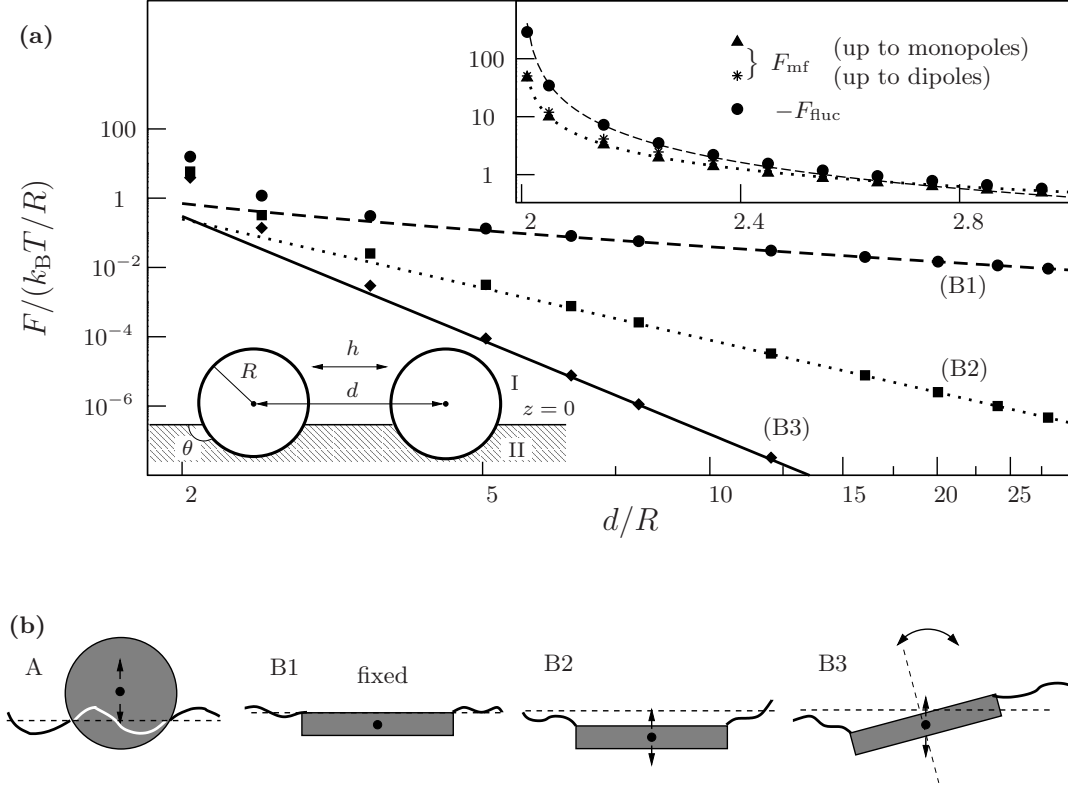 (a)
F/(k_B T/R)
100
1
10^{-2}
10^{-4}
10^{-6}
100
10
1
2
2.4
2.8
} F_mf (up to monopoles)
(up to dipoles)
−F_fluc
(B1)
(B2)
(B3)
R
h
d
I
z = 0
θ
II
2
5
10
15
20
25
d/R
(b)
A
B1
fixed
B2
B3